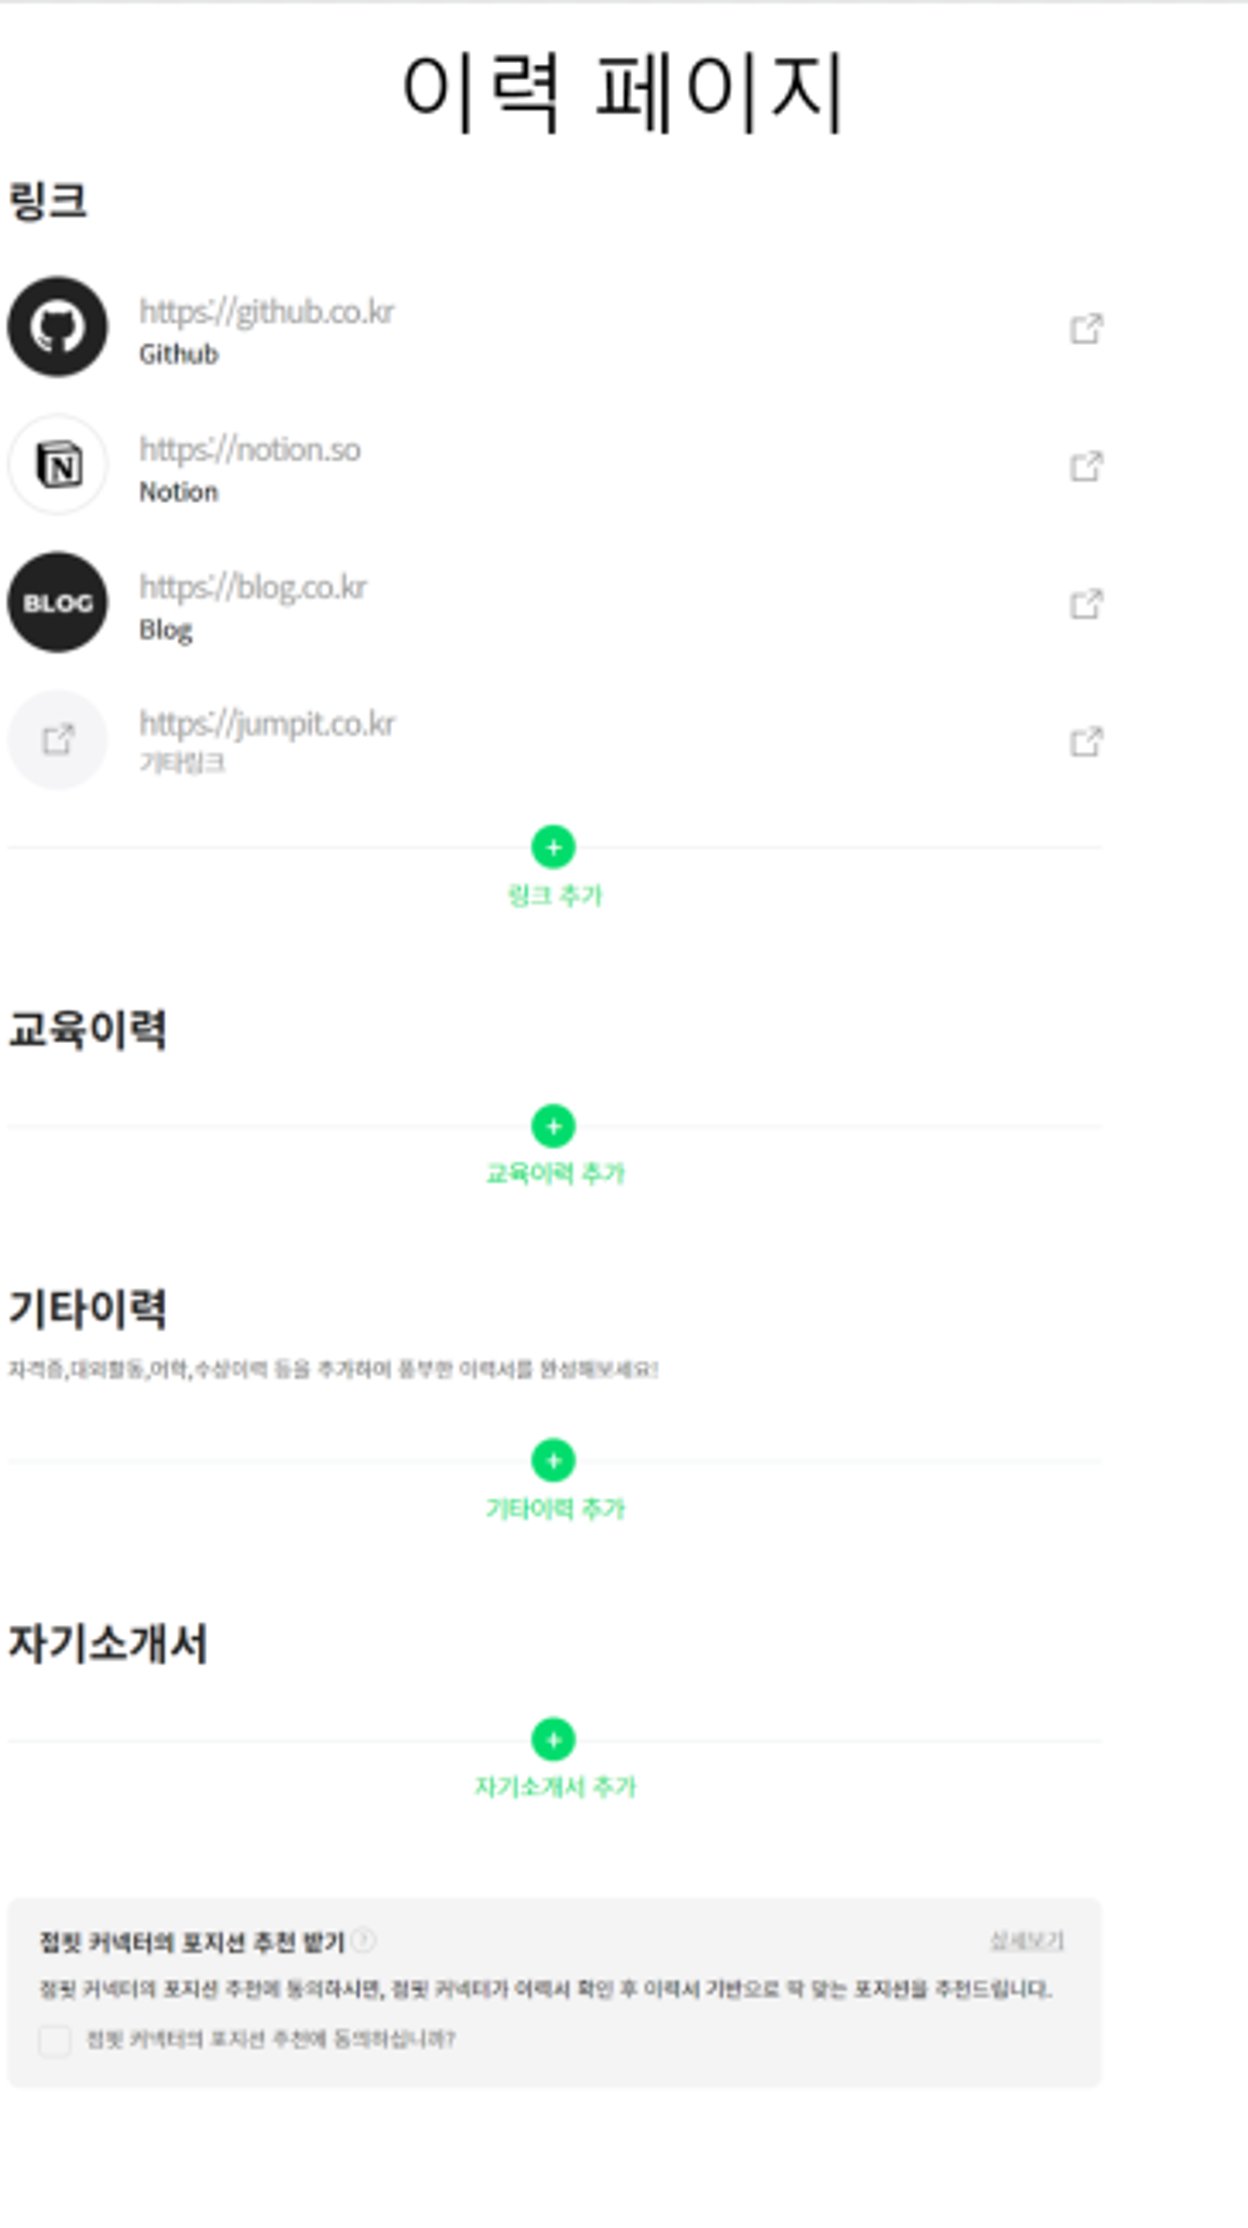 이력 페이지
링크
https://github.co.kr
Github
https://notion.so
Notion
BLOG
https://blog.co.kr
Blog
https://jumpit.co.kr
기타링크
+
링크 추가
교육이력
+
교육이력 추가
기타이력
자격증,대외활동,어학,수상이력 등을 추가하여 풍부한 이력서를 완성해보세요!
+
기타이력 추가
자기소개서
+
자기소개서 추가
점핏 커넥터의 포지션 추천 받기 ? 상세보기
점핏 커넥터의 포지션 추천에 동의하시면, 점핏 커넥터가 이력서 확인 후 이력서 기반으로 딱 맞는 포지션을 추천드립니다.
점핏 커넥터의 포지션 추천에 동의하십니까?